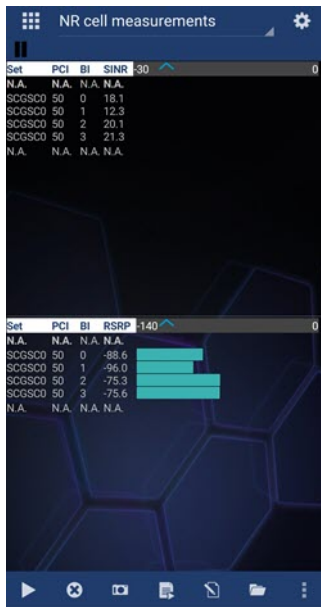 NR cell measurements
Set PCI BI SINR -30 0
N.A. N.A. N.A. N.A.
SCGSC0 50 0 18.1
SCGSC0 50 1 12.3
SCGSC0 50 2 20.1
SCGSC0 50 3 21.3
N.A. N.A. N.A. N.A.
Set PCI BI RSRP -140 0
N.A. N.A. N.A. N.A.
SCGSC0 50 0 -88.6
SCGSC0 50 1 -96.0
SCGSC0 50 2 -75.3
SCGSC0 50 3 -75.6
N.A. N.A. N.A. N.A.